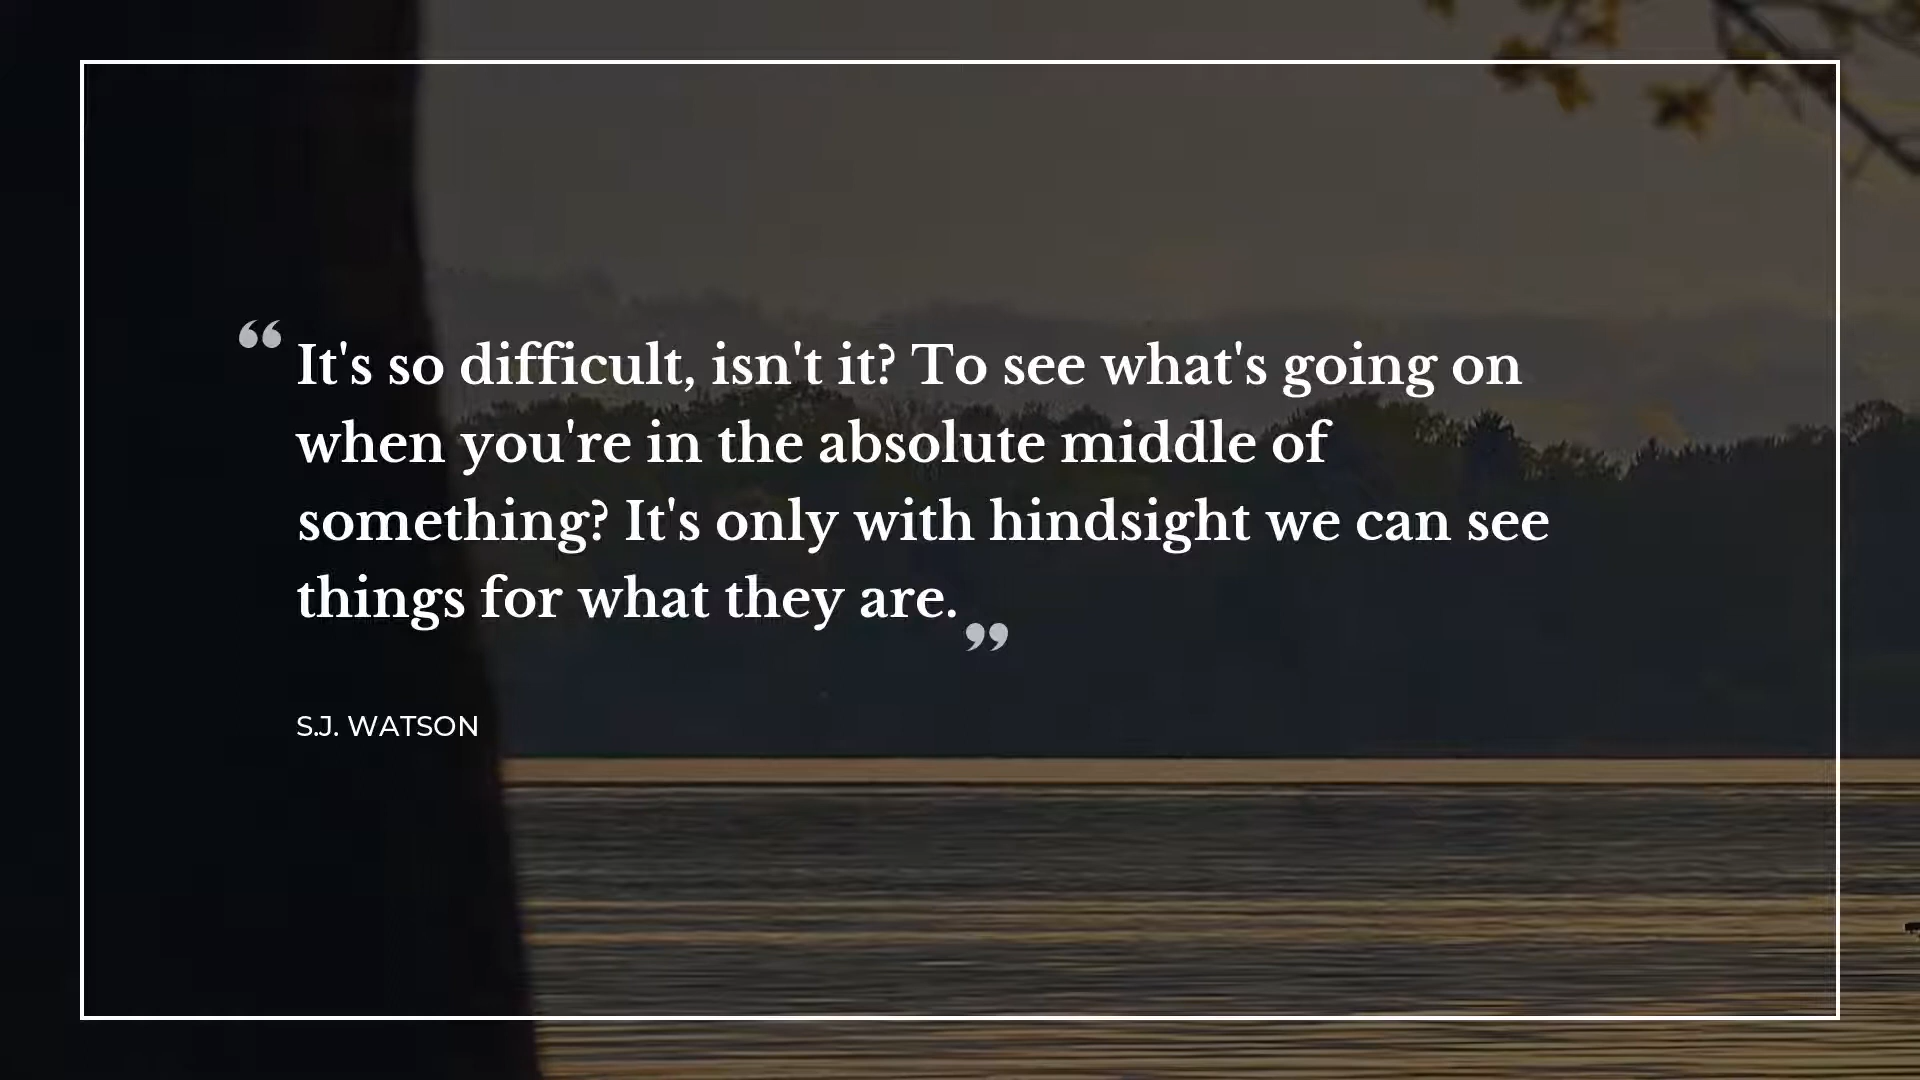 “It's so difficult, isn't it? To see what's going on
when you're in the absolute middle of
something? It's only with hindsight we can see
things for what they are.”
S.J. WATSON